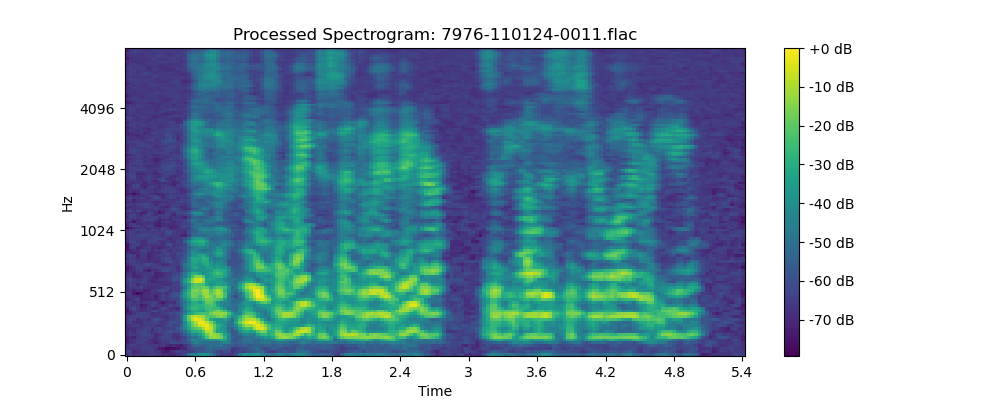 Processed Spectrogram: 7976-110124-0011.flac
Hz
4096
2048
1024
512
0
0 0.6 1.2 1.8 2.4 3 3.6 4.2 4.8 5.4
Time
+0 dB
-10 dB
-20 dB
-30 dB
-40 dB
-50 dB
-60 dB
-70 dB